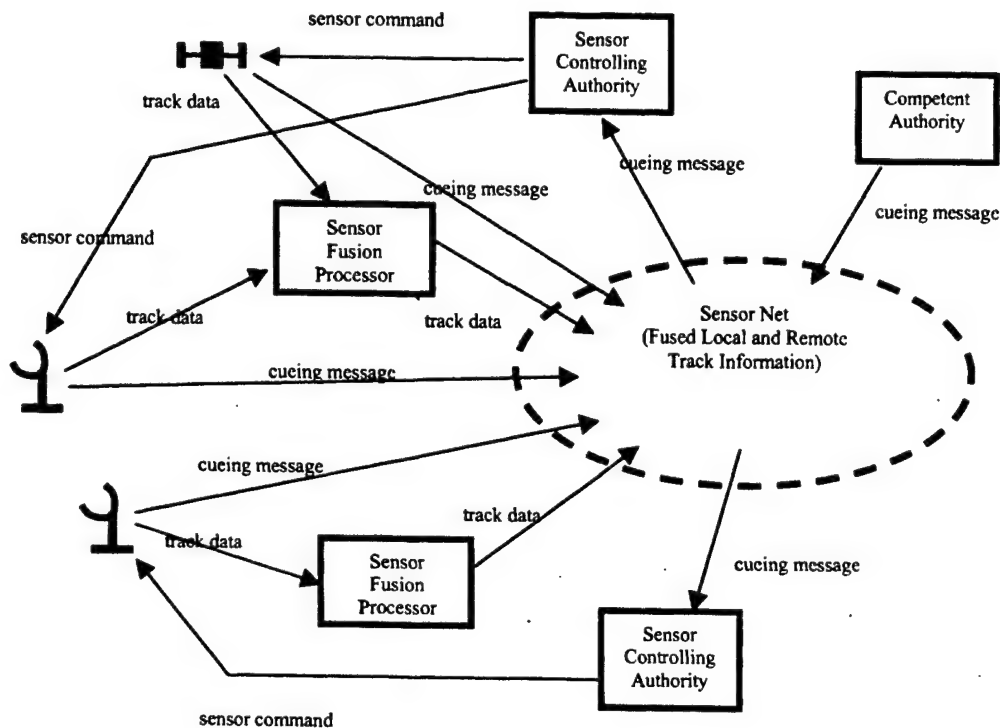 sensor command
Sensor
Controlling
Authority
Competent
Authority
track data
cueing message
cueing message
cueing message
sensor command
Sensor
Fusion
Processor
track data
track data
Sensor Net
(Fused Local and Remote
Track Information)
cueing message
cueing message
track data
track data
Sensor
Fusion
Processor
cueing message
Sensor
Controlling
Authority
sensor command